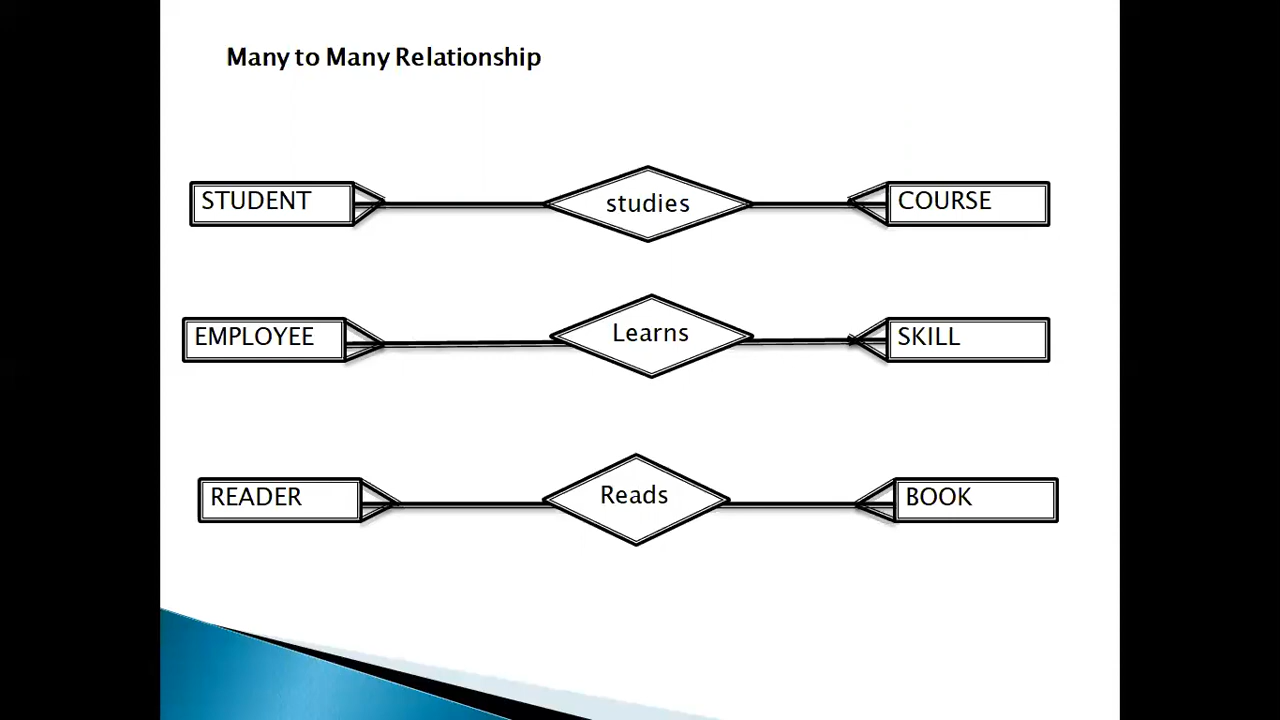 Many to Many Relationship
STUDENT studies COURSE
EMPLOYEE Learns SKILL
READER Reads BOOK